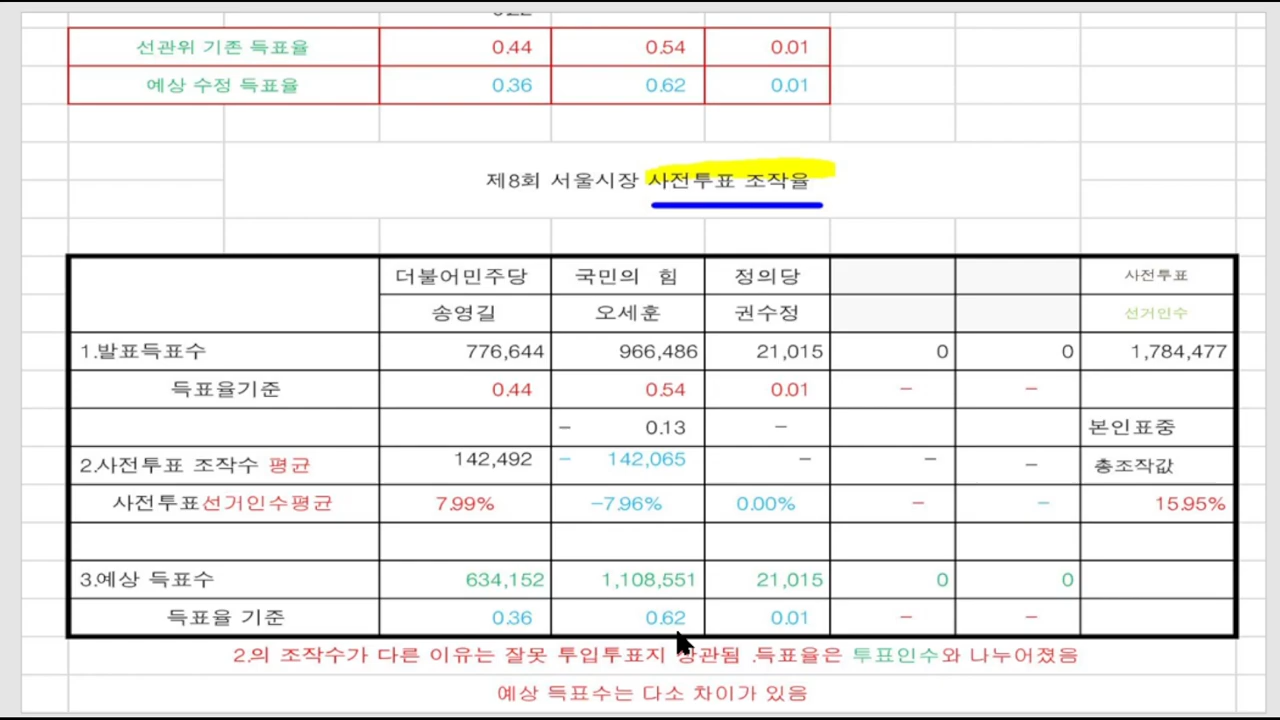 선관위 기존 득표율 0.44 0.54 0.01
예상 수정 득표율 0.36 0.62 0.01
제8회 서울시장 사전투표 조작율
더불어민주당 국민의 힘 정의당 사전투표
송영길 오세훈 권수정 선거인수
1.발표득표수 776,644 966,486 21,015 0 0 1,784,477
득표율기준 0.44 0.54 0.01 – –
– 0.13 – 본인표중
2.사전투표 조작수 평균 142,492 – 142,065 – – – 총조작값
사전투표선거인수평균 7.99% –7.96% 0.00% – – 15.95%
3.예상 득표수 634,152 1,108,551 21,015 0 0
득표율 기준 0.36 0.62 0.01 – –
2.의 조작수가 다른 이유는 잘못 투입투표지 상관됨 .득표율은 투표인수와 나누어졌음
예상 득표수는 다소 차이가 있음